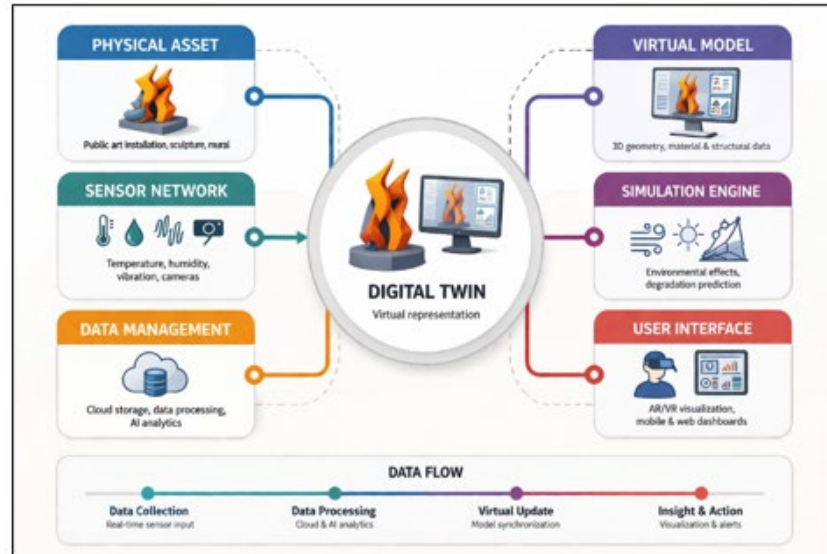 PHYSICAL ASSET
Public art installation, sculpture, mural
SENSOR NETWORK
Temperature, humidity,
vibration, cameras
DATA MANAGEMENT
Cloud storage, data processing,
AI analytics
DIGITAL TWIN
Virtual representation
VIRTUAL MODEL
3D geometry, material & structural data
SIMULATION ENGINE
Environmental effects,
degradation prediction
USER INTERFACE
AR/VR visualization,
mobile & web dashboards
DATA FLOW
Data Collection
Real-time sensor input
Data Processing
Cloud & AI analytics
Virtual Update
Model synchronization
Insight & Action
Visualization & alerts